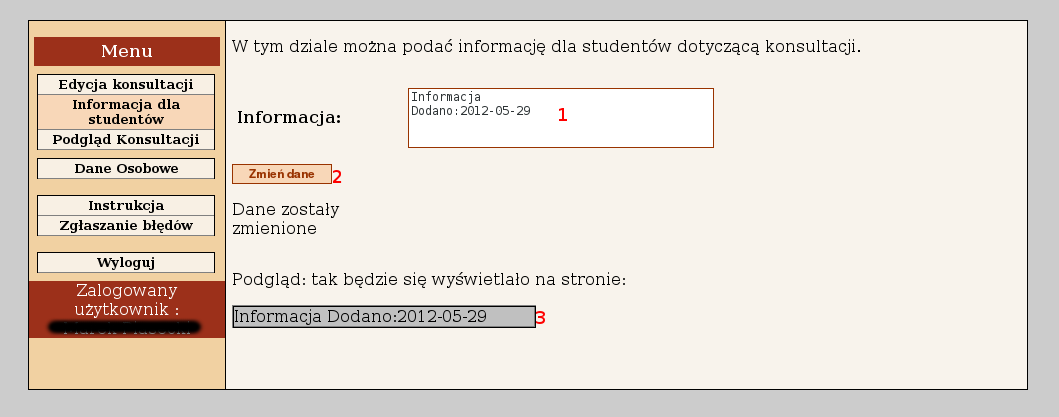 Menu
Edycja konsultacji
Informacja dla
studentów
Podgląd Konsultacji
Dane Osobowe
Instrukcja
Zgłaszanie błędów
Wyloguj
Zalogowany
użytkownik :
W tym dziale można podać informację dla studentów dotyczącą konsultacji.
Informacja:
Informacja
Dodano:2012-05-29
1
Zmień dane
2
Dane zostały
zmienione
Podgląd: tak będzie się wyświetlało na stronie:
Informacja Dodano:2012-05-29
3